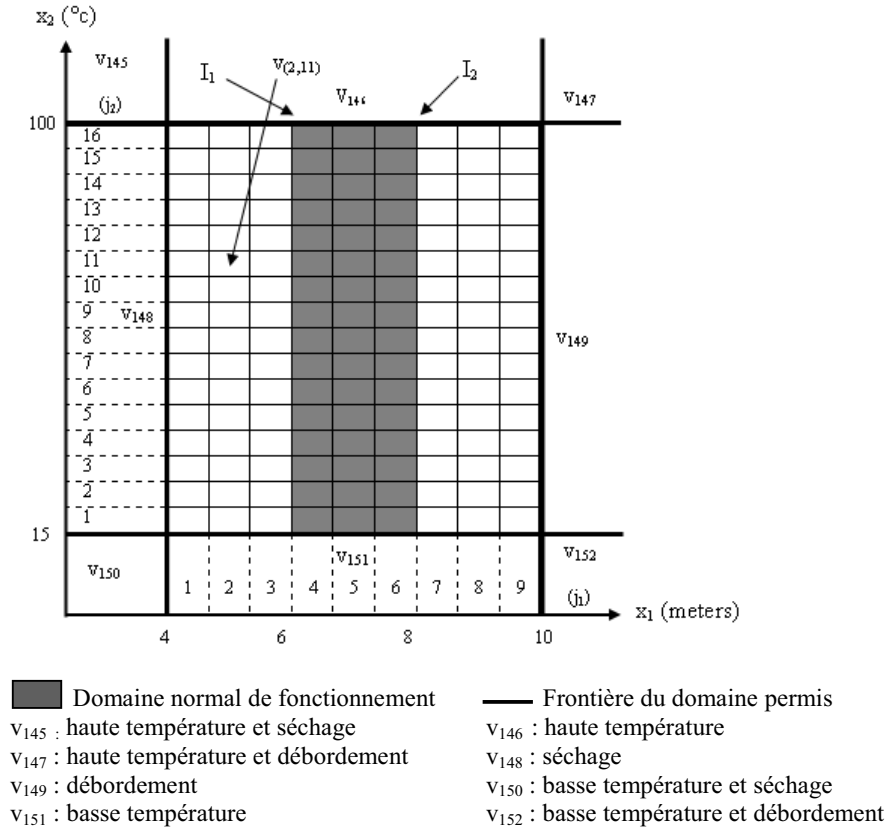 x₂ (°c)
v₁₄₅
I₁
v₍₂,₁₁₎
I₂
(j₂)
v₁₄₆
v₁₄₇
100
16
15
14
13
12
11
10
9
v₁₄₈
8
v₁₄₉
7
6
5
4
3
2
1
15
v₁₅₀
v₁₅₁
v₁₅₂
1 2 3 4 5 6 7 8 9
(j₁)
x₁ (meters)
4 6 8 10
Domaine normal de fonctionnement
Frontière du domaine permis
v₁₄₅ : haute température et séchage
v₁₄₆ : haute température
v₁₄₇ : haute température et débordement
v₁₄₈ : séchage
v₁₄₉ : débordement
v₁₅₀ : basse température et séchage
v₁₅₁ : basse température
v₁₅₂ : basse température et débordement